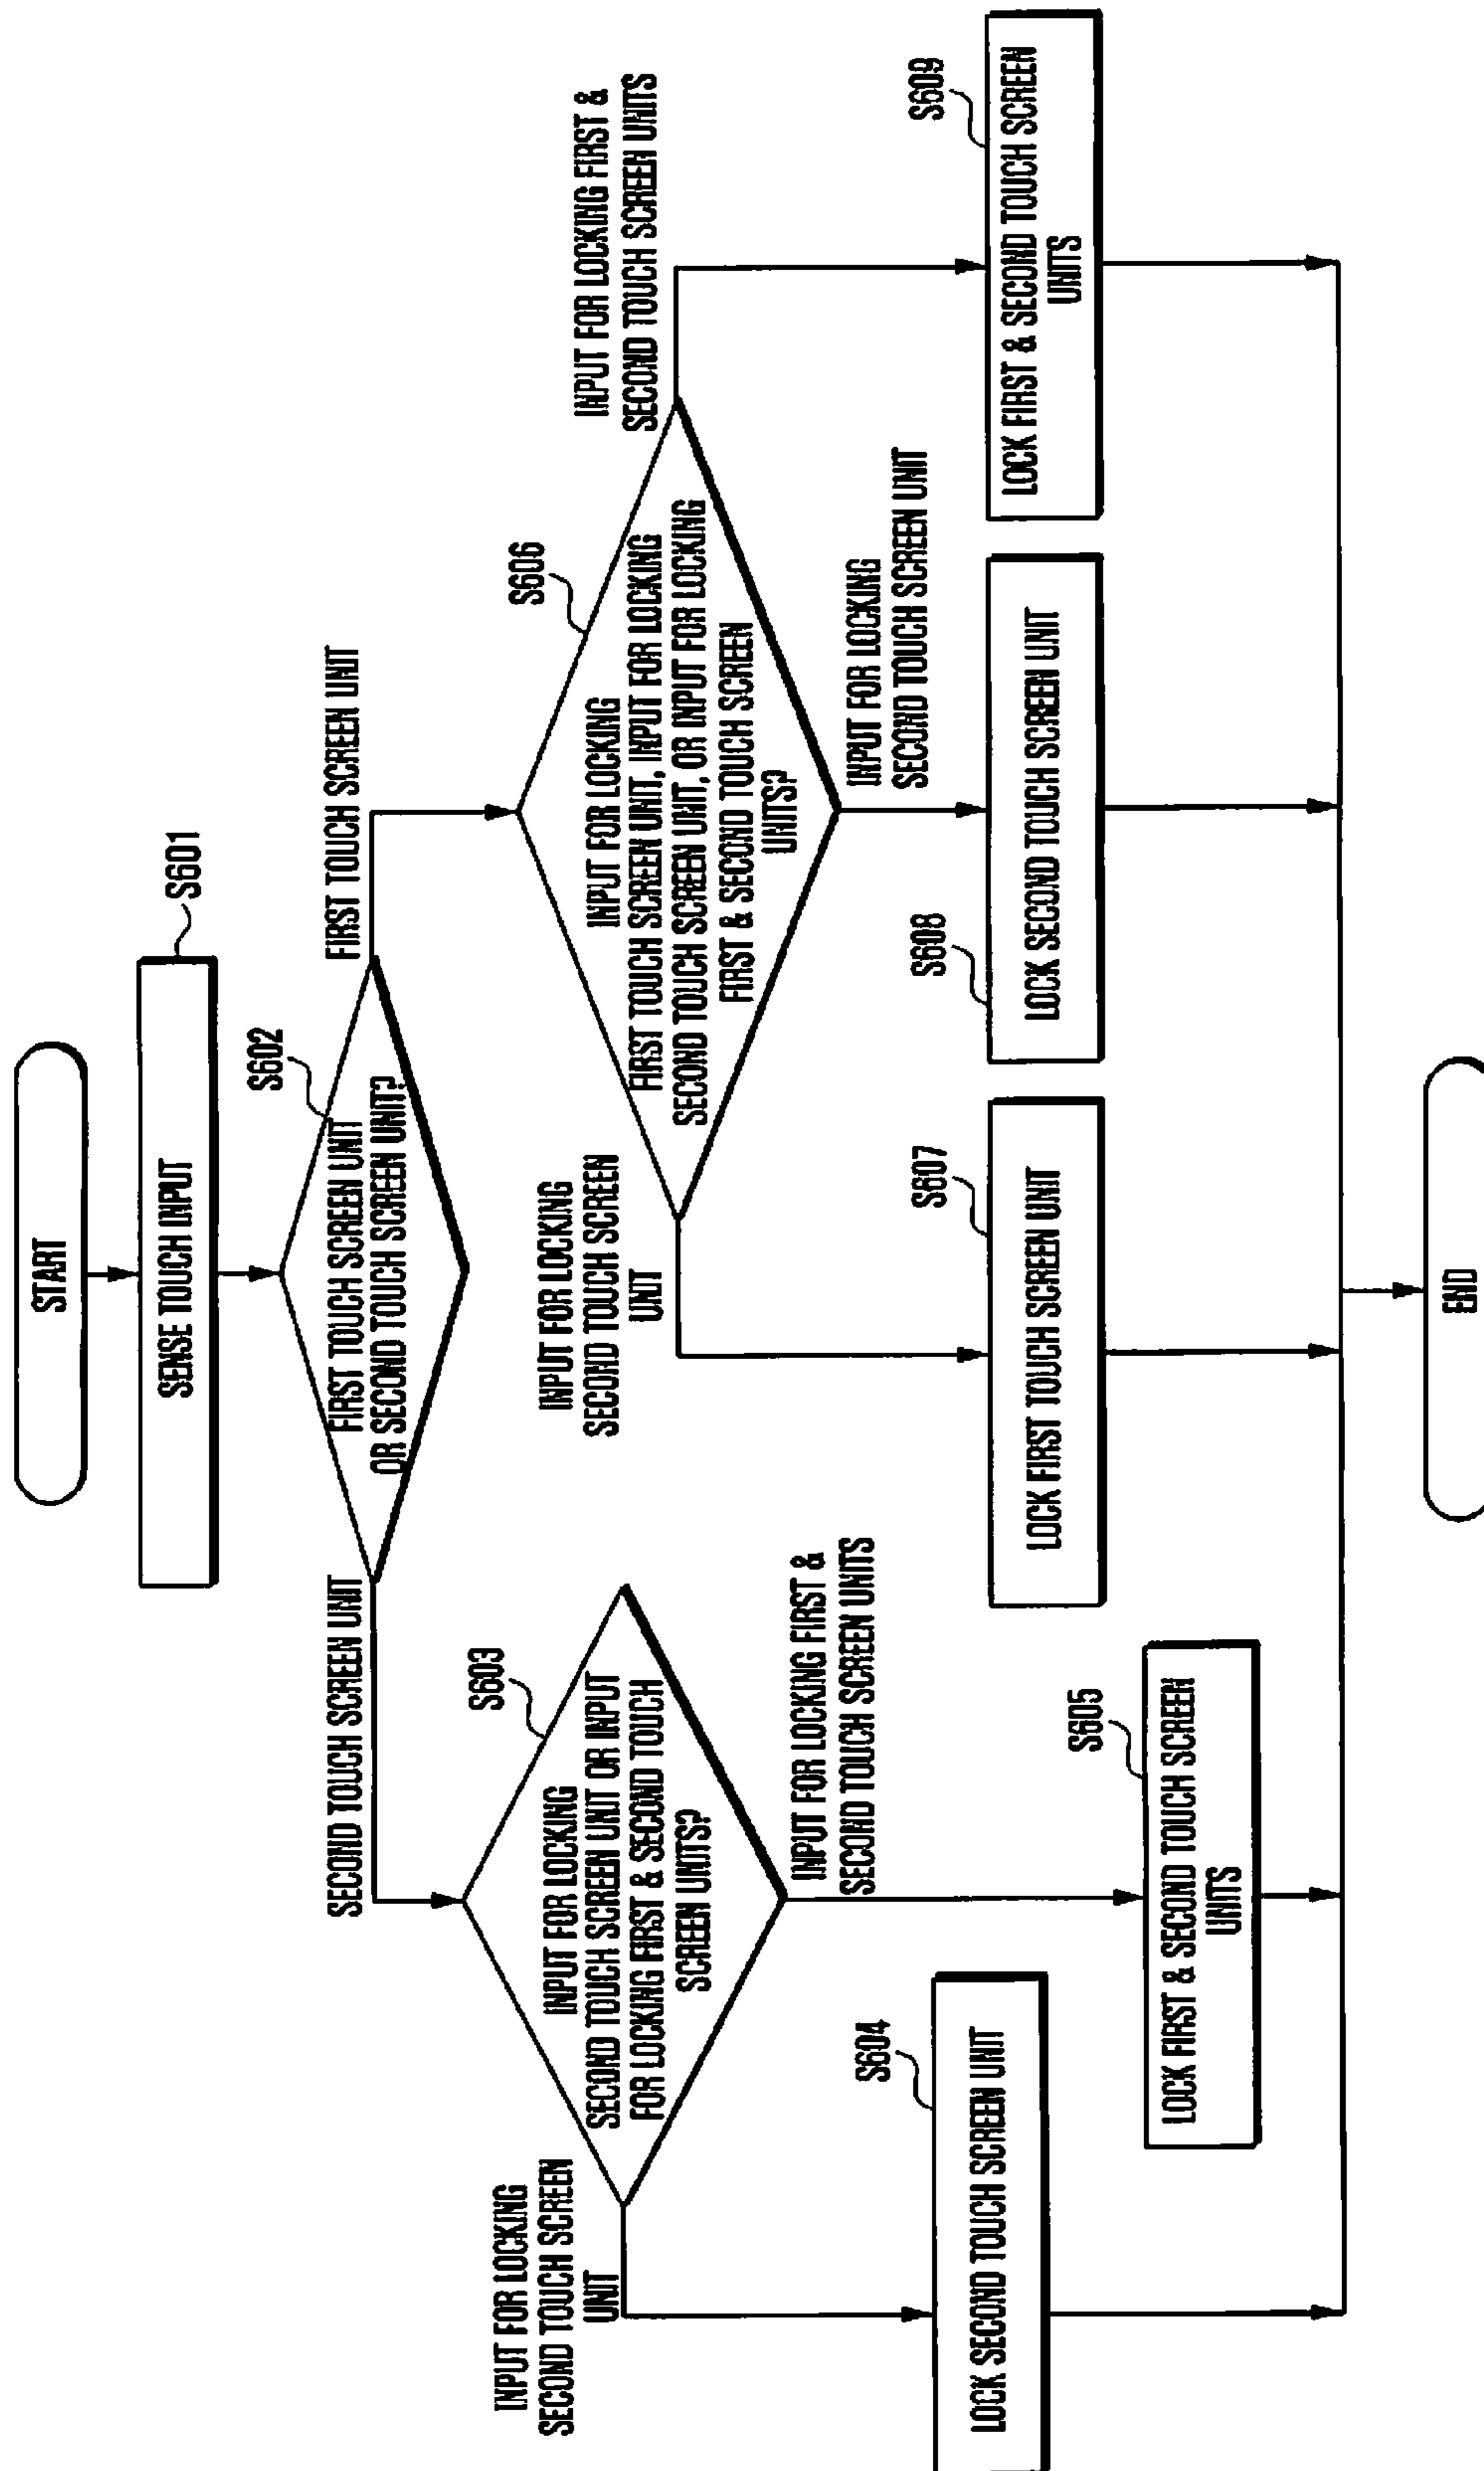 START
SENSE TOUCH INPUT
S601
S602
FIRST TOUCH SCREEN UNIT
OR SECOND TOUCH SCREEN UNIT?
SECOND TOUCH SCREEN UNIT
FIRST TOUCH SCREEN UNIT
S603
INPUT FOR LOCKING
SECOND TOUCH SCREEN UNIT OR INPUT
FOR LOCKING FIRST & SECOND TOUCH
SCREEN UNITS?
INPUT FOR LOCKING
SECOND TOUCH SCREEN
UNIT
INPUT FOR LOCKING FIRST &
SECOND TOUCH SCREEN UNITS
S604
LOCK SECOND TOUCH SCREEN UNIT
S605
LOCK FIRST & SECOND TOUCH SCREEN
UNITS
S606
INPUT FOR LOCKING
FIRST TOUCH SCREEN UNIT, INPUT FOR LOCKING
SECOND TOUCH SCREEN UNIT, OR INPUT FOR LOCKING
FIRST & SECOND TOUCH SCREEN
UNITS?
INPUT FOR LOCKING
SECOND TOUCH SCREEN
UNIT
INPUT FOR LOCKING
SECOND TOUCH SCREEN UNIT
INPUT FOR LOCKING FIRST &
SECOND TOUCH SCREEN UNITS
S607
LOCK FIRST TOUCH SCREEN UNIT
S608
LOCK SECOND TOUCH SCREEN UNIT
S609
LOCK FIRST & SECOND TOUCH SCREEN
UNITS
END